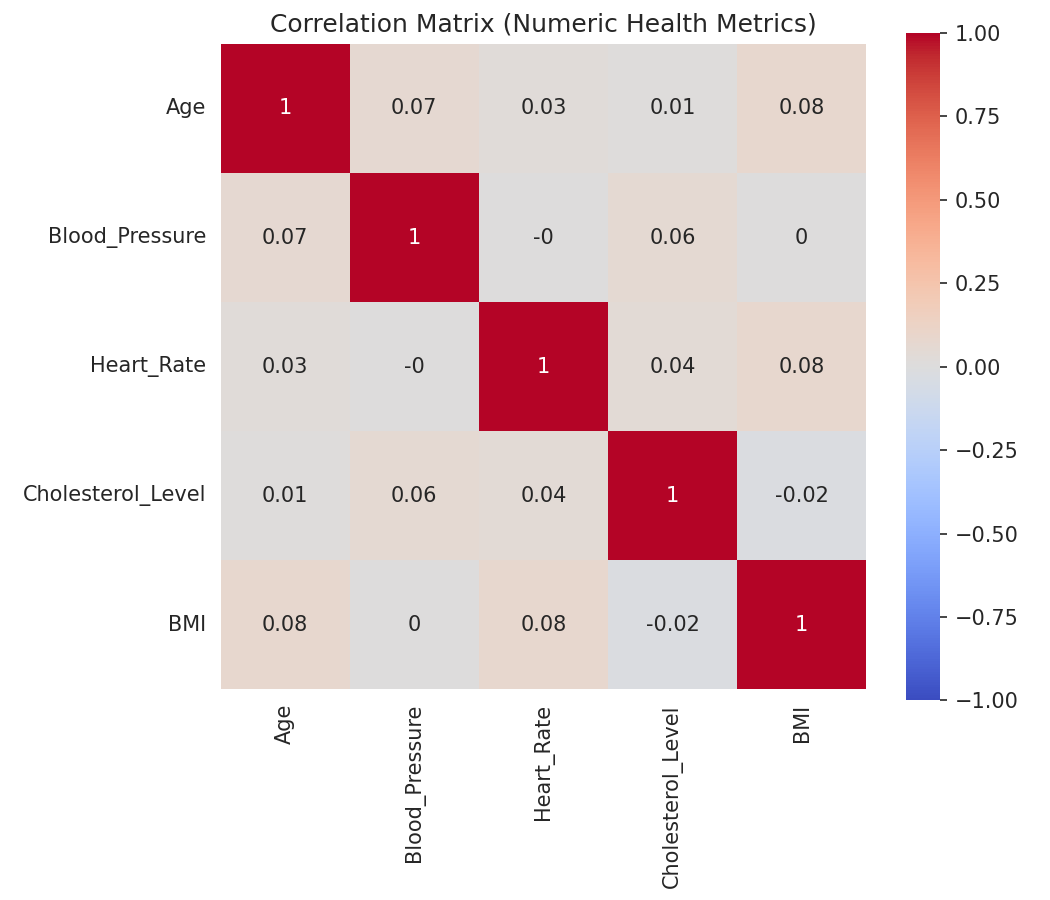 Correlation Matrix (Numeric Health Metrics)
Age 1 0.07 0.03 0.01 0.08
Blood_Pressure 0.07 1 -0 0.06 0
Heart_Rate 0.03 -0 1 0.04 0.08
Cholesterol_Level 0.01 0.06 0.04 1 -0.02
BMI 0.08 0 0.08 -0.02 1
Age Blood_Pressure Heart_Rate Cholesterol_Level BMI
1.00
0.75
0.50
0.25
0.00
−0.25
−0.50
−0.75
−1.00